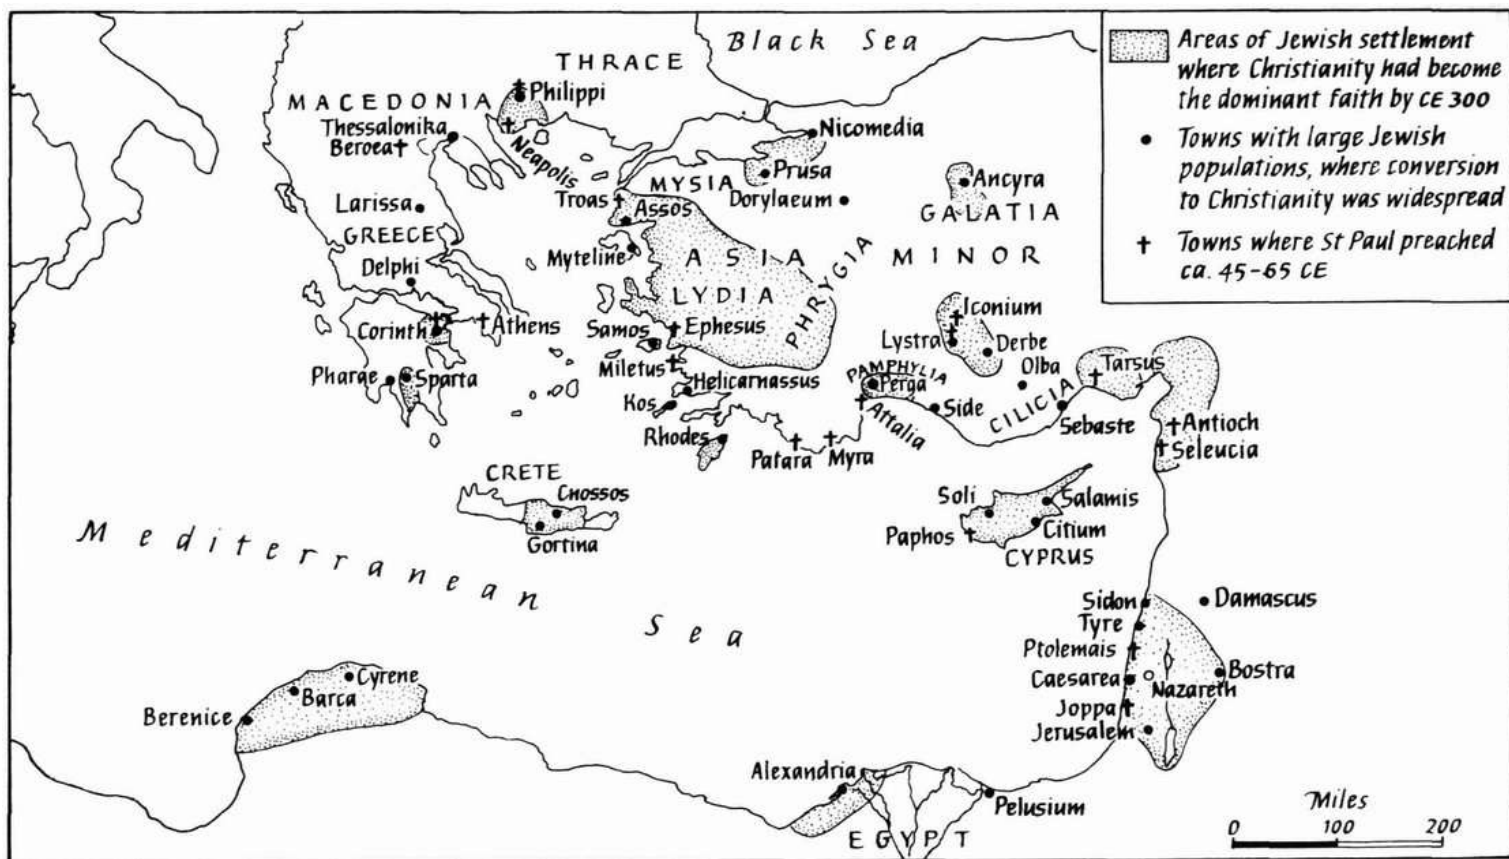 Black Sea
Areas of Jewish settlement
where Christianity had become
the dominant faith by CE 300
Towns with large Jewish
populations, where conversion
to Christianity was widespread
Towns where St Paul preached
ca. 45-65 CE
THRACE
Philippi
MACEDONIA
Thessalonika
Beroea
Neapolis
Nicomedia
Prusa
MYSIA
Dorylaeum
Ancyra
GALATIA
Troas
Assos
Larissa
GREECE
Myteline
ASIA
MINOR
Delphi
LYDIA
PHRYGIA
Corinth
Athens
Samos
Ephesus
Iconium
Lystra
Derbe
Miletus
Pharae
Sparta
Helicarnassus
PAMPHYLIA
Perga
Olba
Tarsus
Kos
Attalia
Side
CILICIA
Sebaste
Antioch
Seleucia
Rhodes
Patara
Myra
CRETE
Cnossos
Gortina
Soli
Salamis
Paphos
Citium
CYPRUS
Mediterranean
Sea
Sidon
Damascus
Tyre
Ptolemais
Caesarea
Nazareth
Bostra
Joppa
Jerusalem
Cyrene
Barca
Berenice
Alexandria
Pelusium
EGYPT
Miles
0 100 200